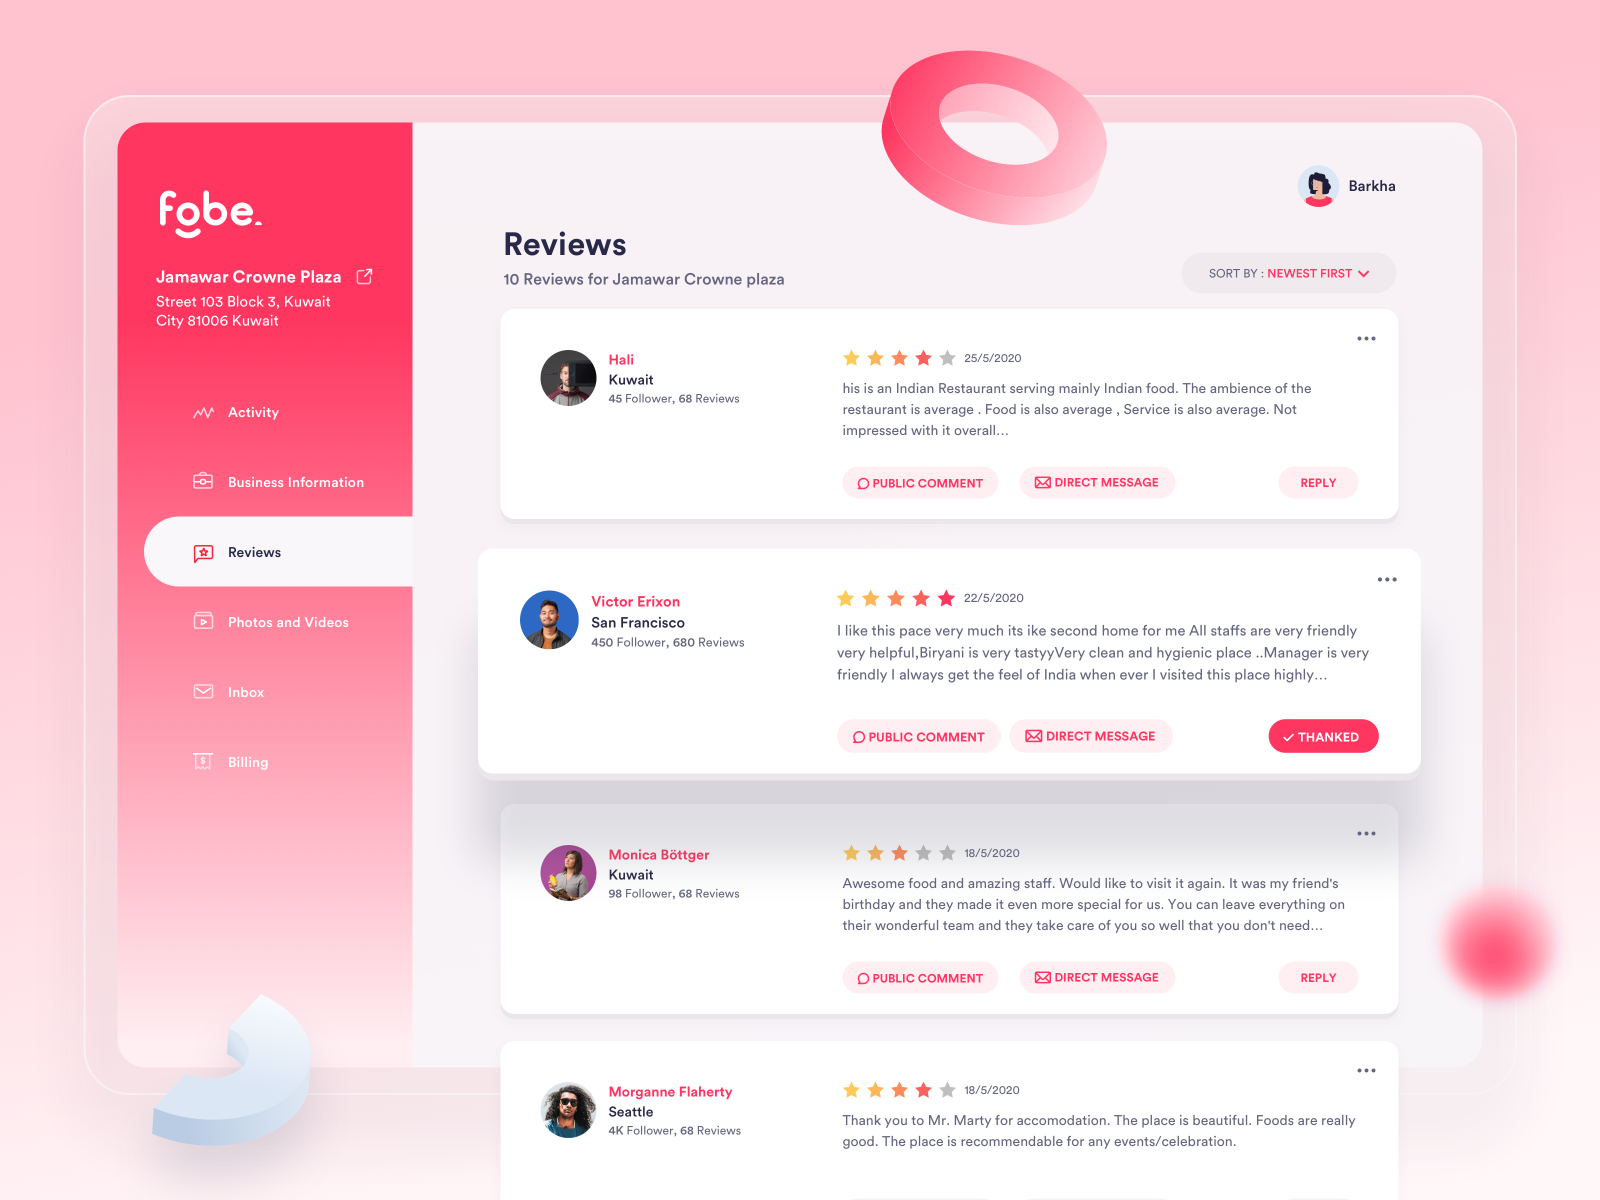 fobe.
Jamawar Crowne Plaza
Street 103 Block 3, Kuwait
City 81006 Kuwait
Activity
Business Information
Reviews
Photos and Videos
Inbox
Billing
Barkha
Reviews
10 Reviews for Jamawar Crowne plaza
SORT BY : NEWEST FIRST
Hali
Kuwait
45 Follower, 68 Reviews
25/5/2020
his is an Indian Restaurant serving mainly Indian food. The ambience of the
restaurant is average . Food is also average , Service is also average. Not
impressed with it overall...
PUBLIC COMMENT
DIRECT MESSAGE
REPLY
Victor Erixon
San Francisco
450 Follower, 680 Reviews
22/5/2020
I like this pace very much its ike second home for me All staffs are very friendly
very helpful,Biryani is very tastyyVery clean and hygienic place ..Manager is very
friendly I always get the feel of India when ever I visited this place highly...
PUBLIC COMMENT
DIRECT MESSAGE
THANKED
Monica Böttger
Kuwait
98 Follower, 68 Reviews
18/5/2020
Awesome food and amazing staff. Would like to visit it again. It was my friend's
birthday and they made it even more special for us. You can leave everything on
their wonderful team and they take care of you so well that you don't need...
PUBLIC COMMENT
DIRECT MESSAGE
REPLY
Morganne Flaherty
Seattle
4K Follower, 68 Reviews
18/5/2020
Thank you to Mr. Marty for accomodation. The place is beautiful. Foods are really
good. The place is recommendable for any events/celebration.